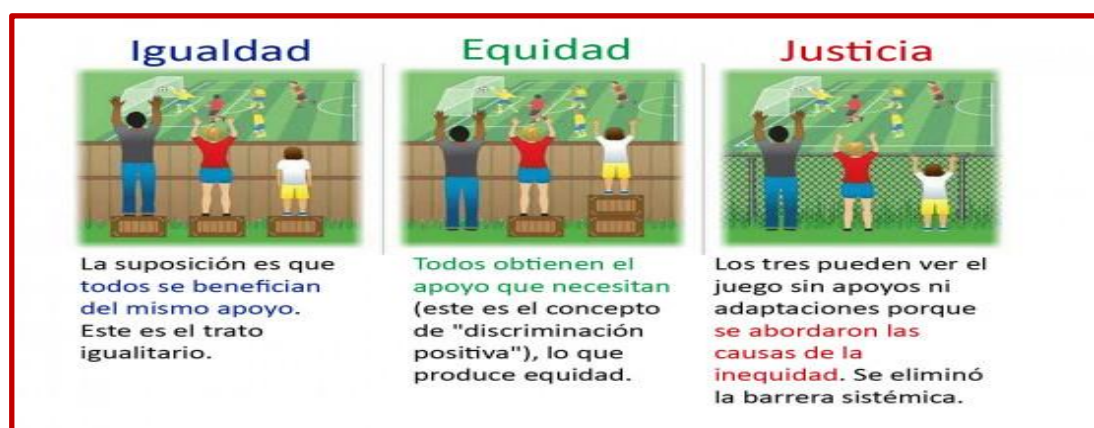 Igualdad
Equidad
Justicia
La suposición es que
todos se benefician
del mismo apoyo.
Este es el trato
igualitario.
Todos obtienen el
apoyo que necesitan
(este es el concepto
de "discriminación
positiva"), lo que
produce equidad.
Los tres pueden ver el
juego sin apoyos ni
adaptaciones porque
se abordaron las
causas de la
inequidad. Se eliminó
la barrera sistémica.